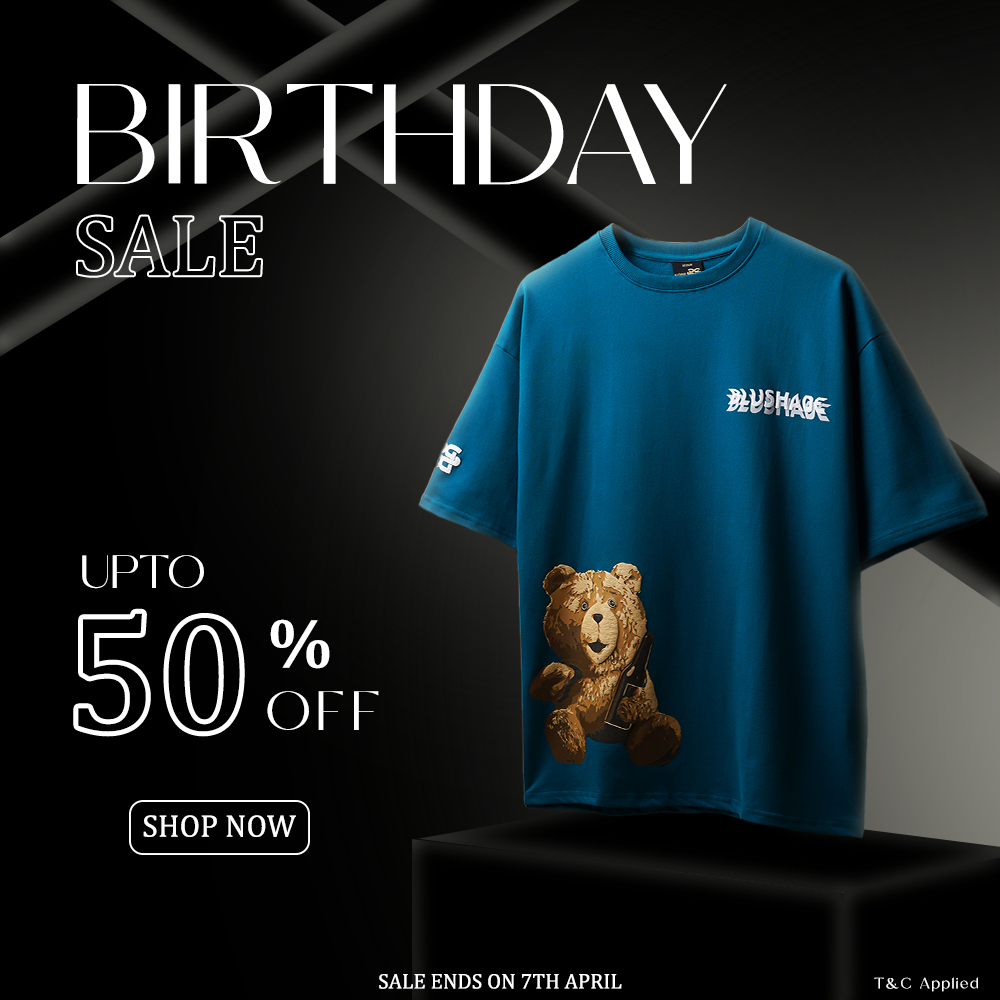 BIRTHDAY
SALE
BLUSHADE
UPTO
50%
OFF
SHOP NOW
SALE ENDS ON 7TH APRIL
T&C Applied